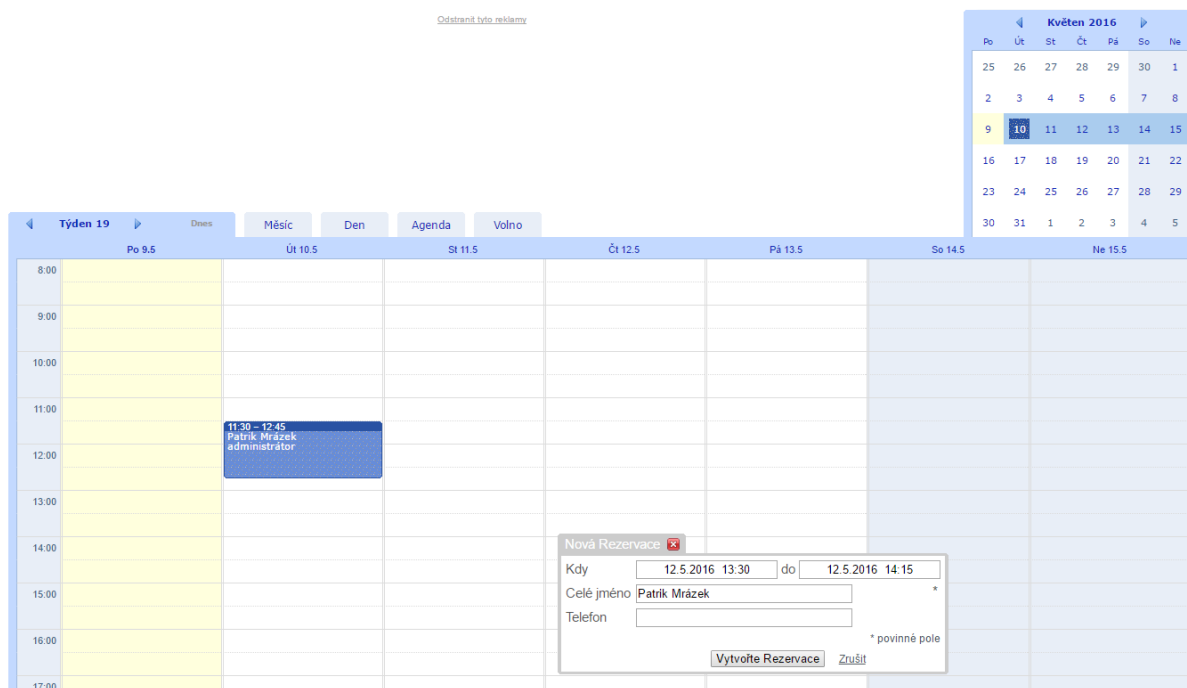 Odstranit tyto reklamy
Květen 2016
Po Út St Čt Pá So Ne
25 26 27 28 29 30 1
2 3 4 5 6 7 8
9 10 11 12 13 14 15
16 17 18 19 20 21 22
23 24 25 26 27 28 29
30 31 1 2 3 4 5
Týden 19 Dnes Měsíc Den Agenda Volno
Po 9.5 Út 10.5 St 11.5 Čt 12.5 Pá 13.5 So 14.5 Ne 15.5
8:00
9:00
10:00
11:00
11:30 – 12:45
Patrik Mrázek
administrátor
12:00
13:00
14:00
Nová Rezervace
Kdy 12.5.2016 13:30 do 12.5.2016 14:15
15:00
Celé jméno Patrik Mrázek *
Telefon
16:00
* povinné pole
Vytvořte Rezervace Zrušit
17:00